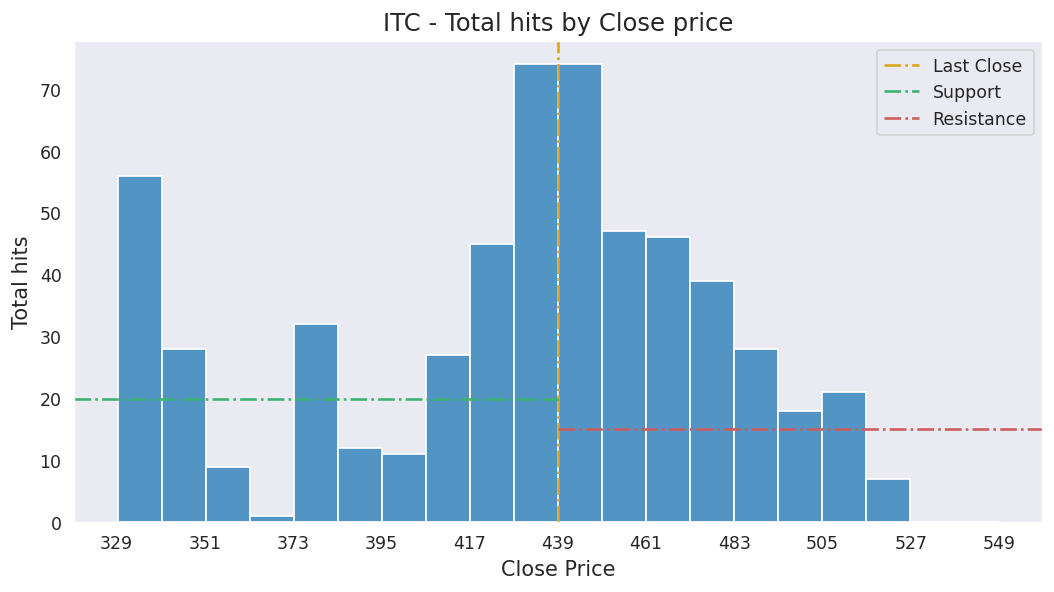 ITC - Total hits by Close price
Last Close
Support
Resistance
Total hits
70
60
50
40
30
20
10
0
329 351 373 395 417 439 461 483 505 527 549
Close Price